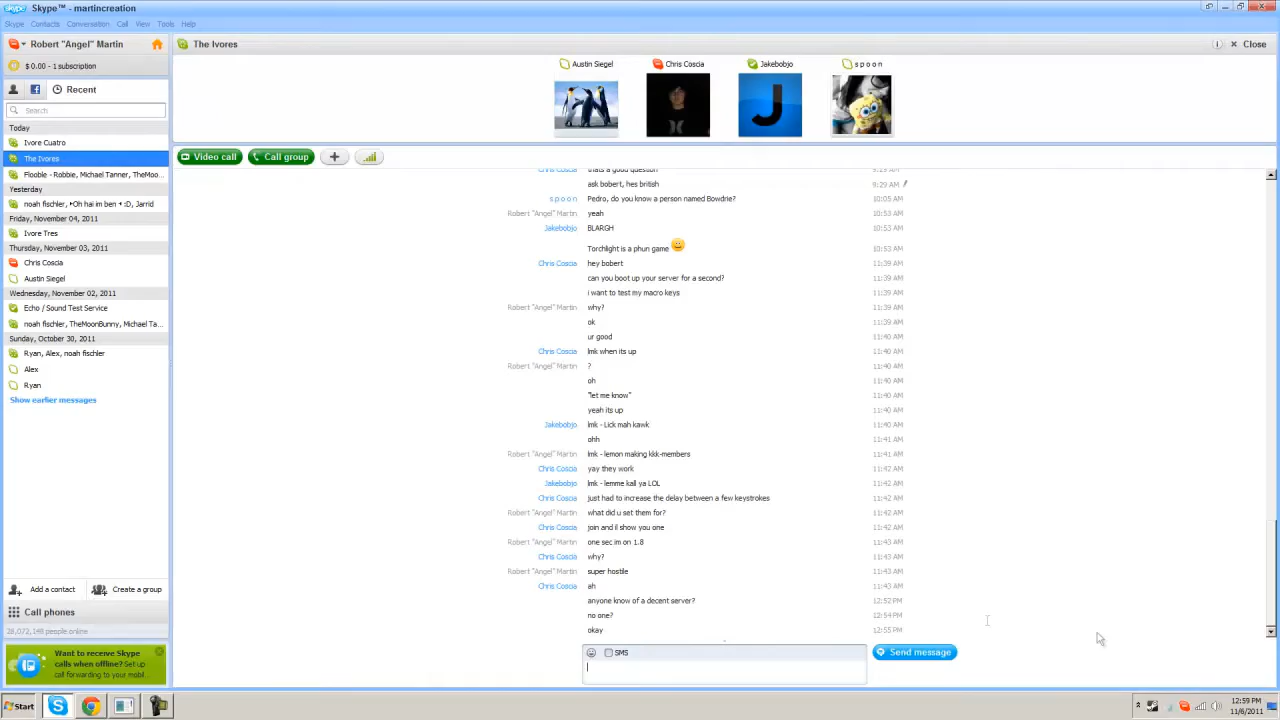 Skype™ - martincreation
Skype Contacts Conversation Call View Tools Help
Robert "Angel" Martin
$ 0.00 - 1 subscription
Recent
Search
Today
Ivore Cuatro
The Ivores
Flooble - Robbie, Michael Tanner, TheMoo...
Yesterday
noah fischler, •Oh hai im ben • :D, Jarrid
Friday, November 04, 2011
Ivore Tres
Thursday, November 03, 2011
Chris Coscia
Austin Siegel
Wednesday, November 02, 2011
Echo / Sound Test Service
noah fischler, TheMoonBunny, Michael Ta...
Sunday, October 30, 2011
Ryan, Alex, noah fischler
Alex
Ryan
Show earlier messages
Add a contact Create a group
Call phones
28,072,148 people online
Want to receive Skype
calls when offline? Set up
call forwarding to your mobil...
The Ivores Close
Austin Siegel Chris Coscia Jakebobjo s p o o n
J
Video call Call group
Chris Coscia thats a good question 9:29 AM
ask bobert, hes british 9:29 AM
s p o o n Pedro, do you know a person named Bowdrie? 10:05 AM
Robert "Angel" Martin yeah 10:53 AM
Jakebobjo BLARGH 10:53 AM
Torchlight is a phun game 10:53 AM
Chris Coscia hey bobert 11:39 AM
can you boot up your server for a second? 11:39 AM
i want to test my macro keys 11:39 AM
Robert "Angel" Martin why? 11:39 AM
ok 11:39 AM
ur good 11:40 AM
Chris Coscia lmk when its up 11:40 AM
Robert "Angel" Martin ? 11:40 AM
oh 11:40 AM
"let me know" 11:40 AM
yeah its up 11:40 AM
Jakebobjo lmk - Lick mah kawk 11:40 AM
ohh 11:41 AM
Robert "Angel" Martin lmk - lemon making kkk-members 11:41 AM
Chris Coscia yay they work 11:42 AM
Jakebobjo lmk - lemme kall ya LOL 11:42 AM
Chris Coscia just had to increase the delay between a few keystrokes 11:42 AM
Robert "Angel" Martin what did u set them for? 11:42 AM
Chris Coscia join and il show you one 11:42 AM
Robert "Angel" Martin one sec im on 1.8 11:43 AM
Chris Coscia why? 11:43 AM
Robert "Angel" Martin super hostile 11:43 AM
Chris Coscia ah 11:43 AM
anyone know of a decent server? 12:52 PM
no one? 12:54 PM
okay 12:55 PM
SMS Send message
Start
12:59 PM
11/6/2011